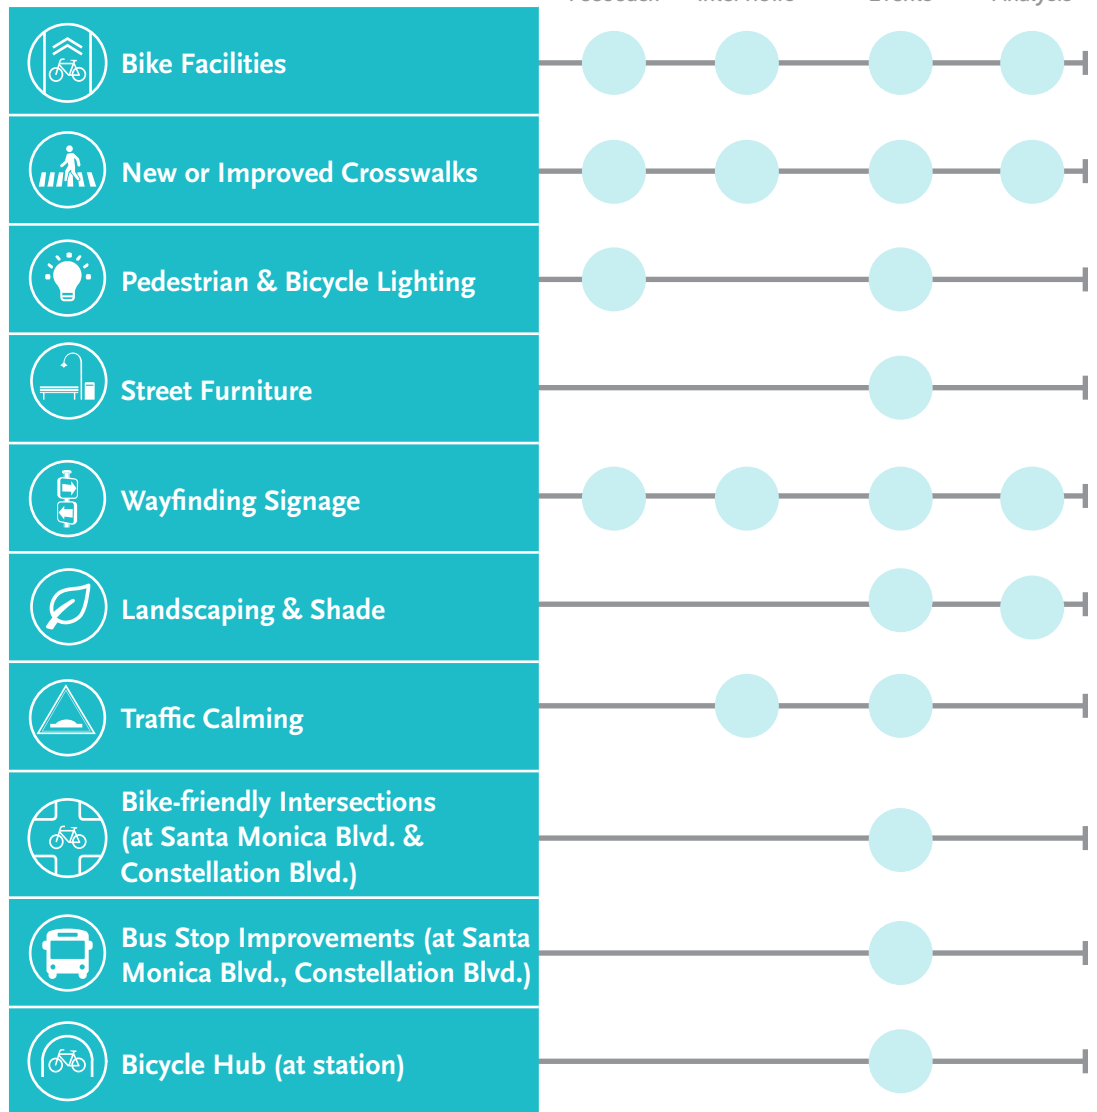 Events Analysis
Bike Facilities
New or Improved Crosswalks
Pedestrian & Bicycle Lighting
Street Furniture
Wayfinding Signage
Landscaping & Shade
Traffic Calming
Bike-friendly Intersections
(at Santa Monica Blvd. &
Constellation Blvd.)
Bus Stop Improvements (at Santa
Monica Blvd., Constellation Blvd.)
Bicycle Hub (at station)